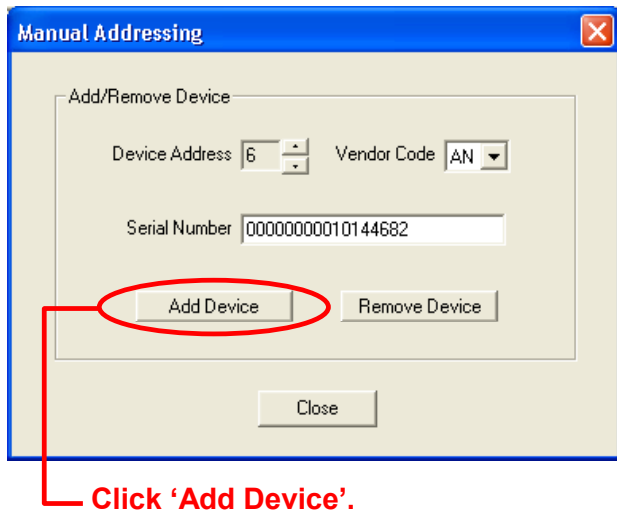 Manual Addressing
Add/Remove Device
Device Address 6 Vendor Code AN
Serial Number 00000000010144682
Add Device Remove Device
Close
Click ‘Add Device’.